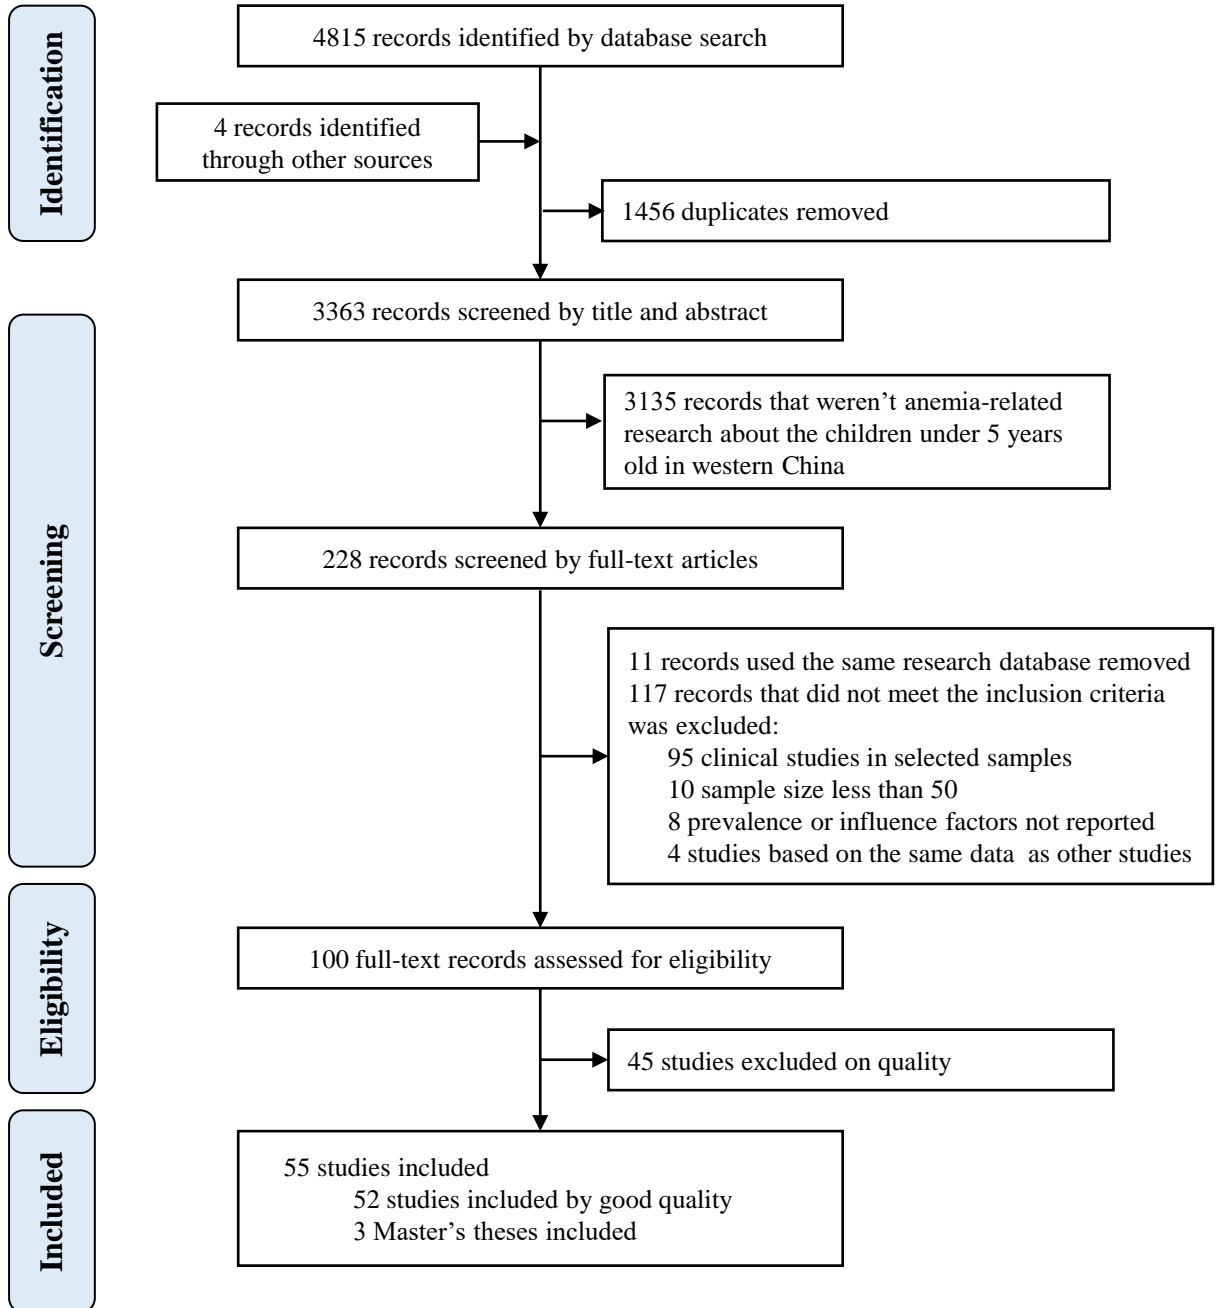 Identification
4815 records identified by database search
4 records identified
through other sources
1456 duplicates removed
Screening
3363 records screened by title and abstract
3135 records that weren’t anemia-related
research about the children under 5 years
old in western China
228 records screened by full-text articles
11 records used the same research database removed
117 records that did not meet the inclusion criteria
was excluded:
95 clinical studies in selected samples
10 sample size less than 50
8 prevalence or influence factors not reported
4 studies based on the same data as other studies
Eligibility
100 full-text records assessed for eligibility
45 studies excluded on quality
Included
55 studies included
52 studies included by good quality
3 Master’s theses included